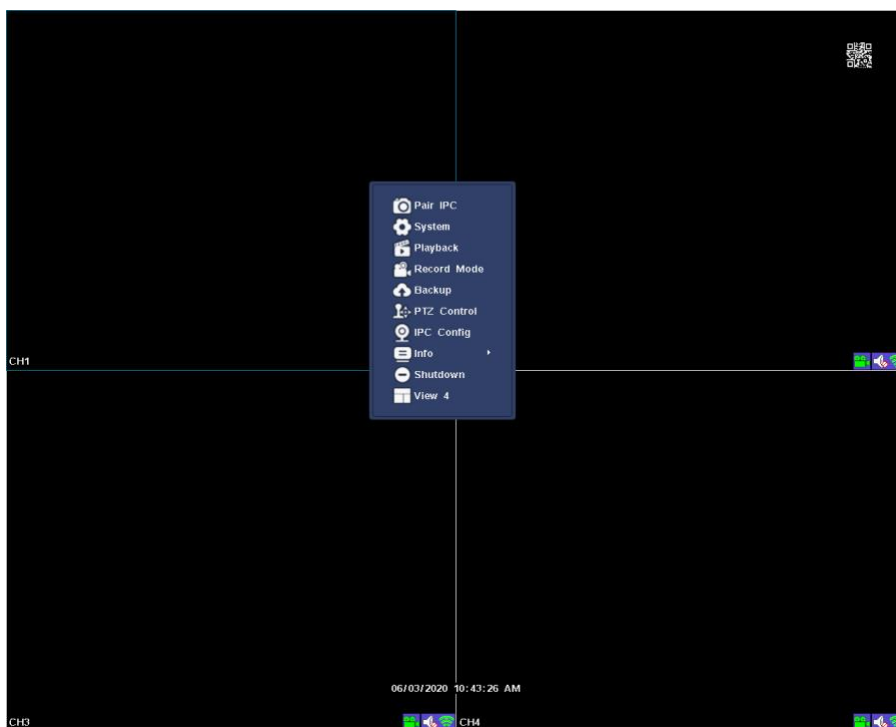 Pair IPC
System
Playback
Record Mode
Backup
PTZ Control
IPC Config
CH1
Info
Shutdown
View 4
06/03/2020 10:43:26 AM
CH3
CH4